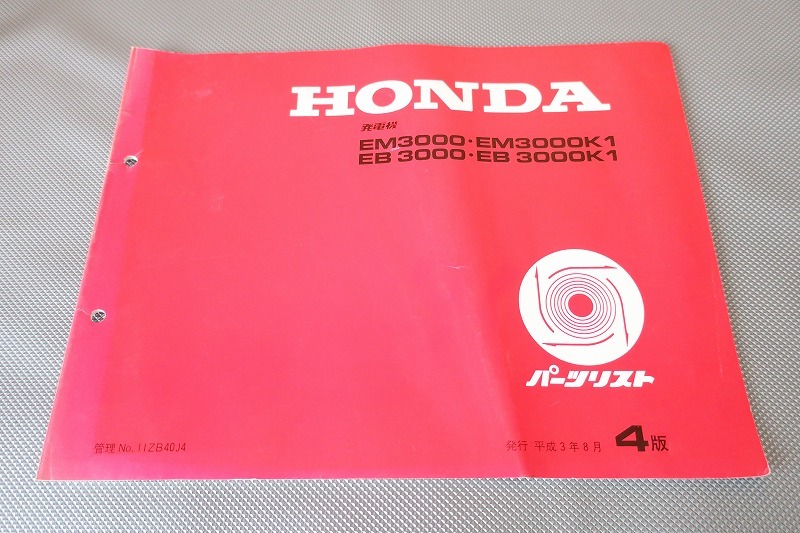 HONDA
発電機
EM3000・EM3000K1
EB 3000・EB 3000K1
パーツリスト
管理 No. 11ZB40J4
発行 平成3年8月 4版